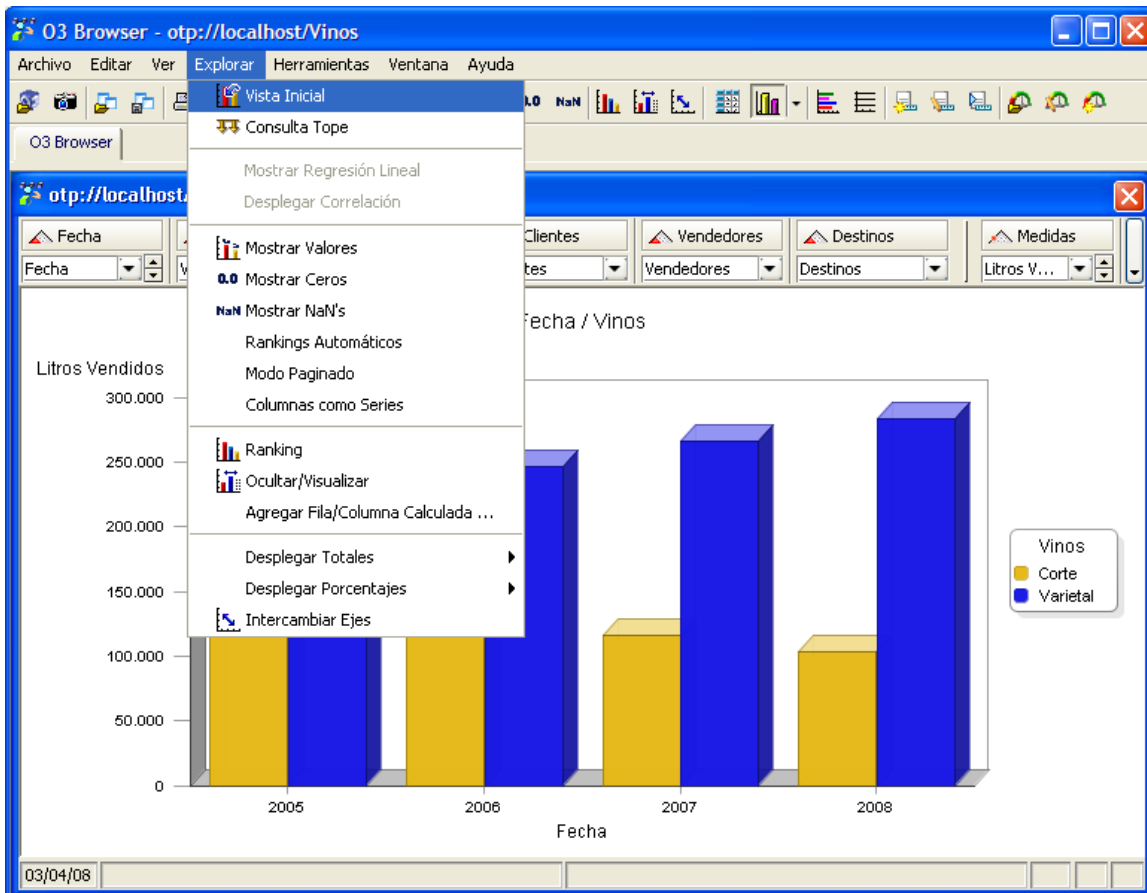 O3 Browser - otp://localhost/Vinos
Archivo Editar Ver Explorar Herramientas Ventana Ayuda
Vista Inicial
Consulta Tope
Mostrar Regresión Lineal
Desplegar Correlación
Mostrar Valores
0.0 Mostrar Ceros
NaN Mostrar NaN's
Rankings Automáticos
Modo Paginado
Columnas como Series
Ranking
Ocultar/Visualizar
Agregar Fila/Columna Calculada ...
Desplegar Totales
Desplegar Porcentajes
Intercambiar Ejes
NaN
O3 Browser
otp://localhost
Fecha Clientes Vendedores Destinos Medidas
Fecha Vendedores Destinos Litros V...
Fecha / Vinos
Litros Vendidos
300.000
250.000
200.000
150.000
100.000
50.000
0
2005 2006 2007 2008
Fecha
Vinos
Corte
Varietal
03/04/08